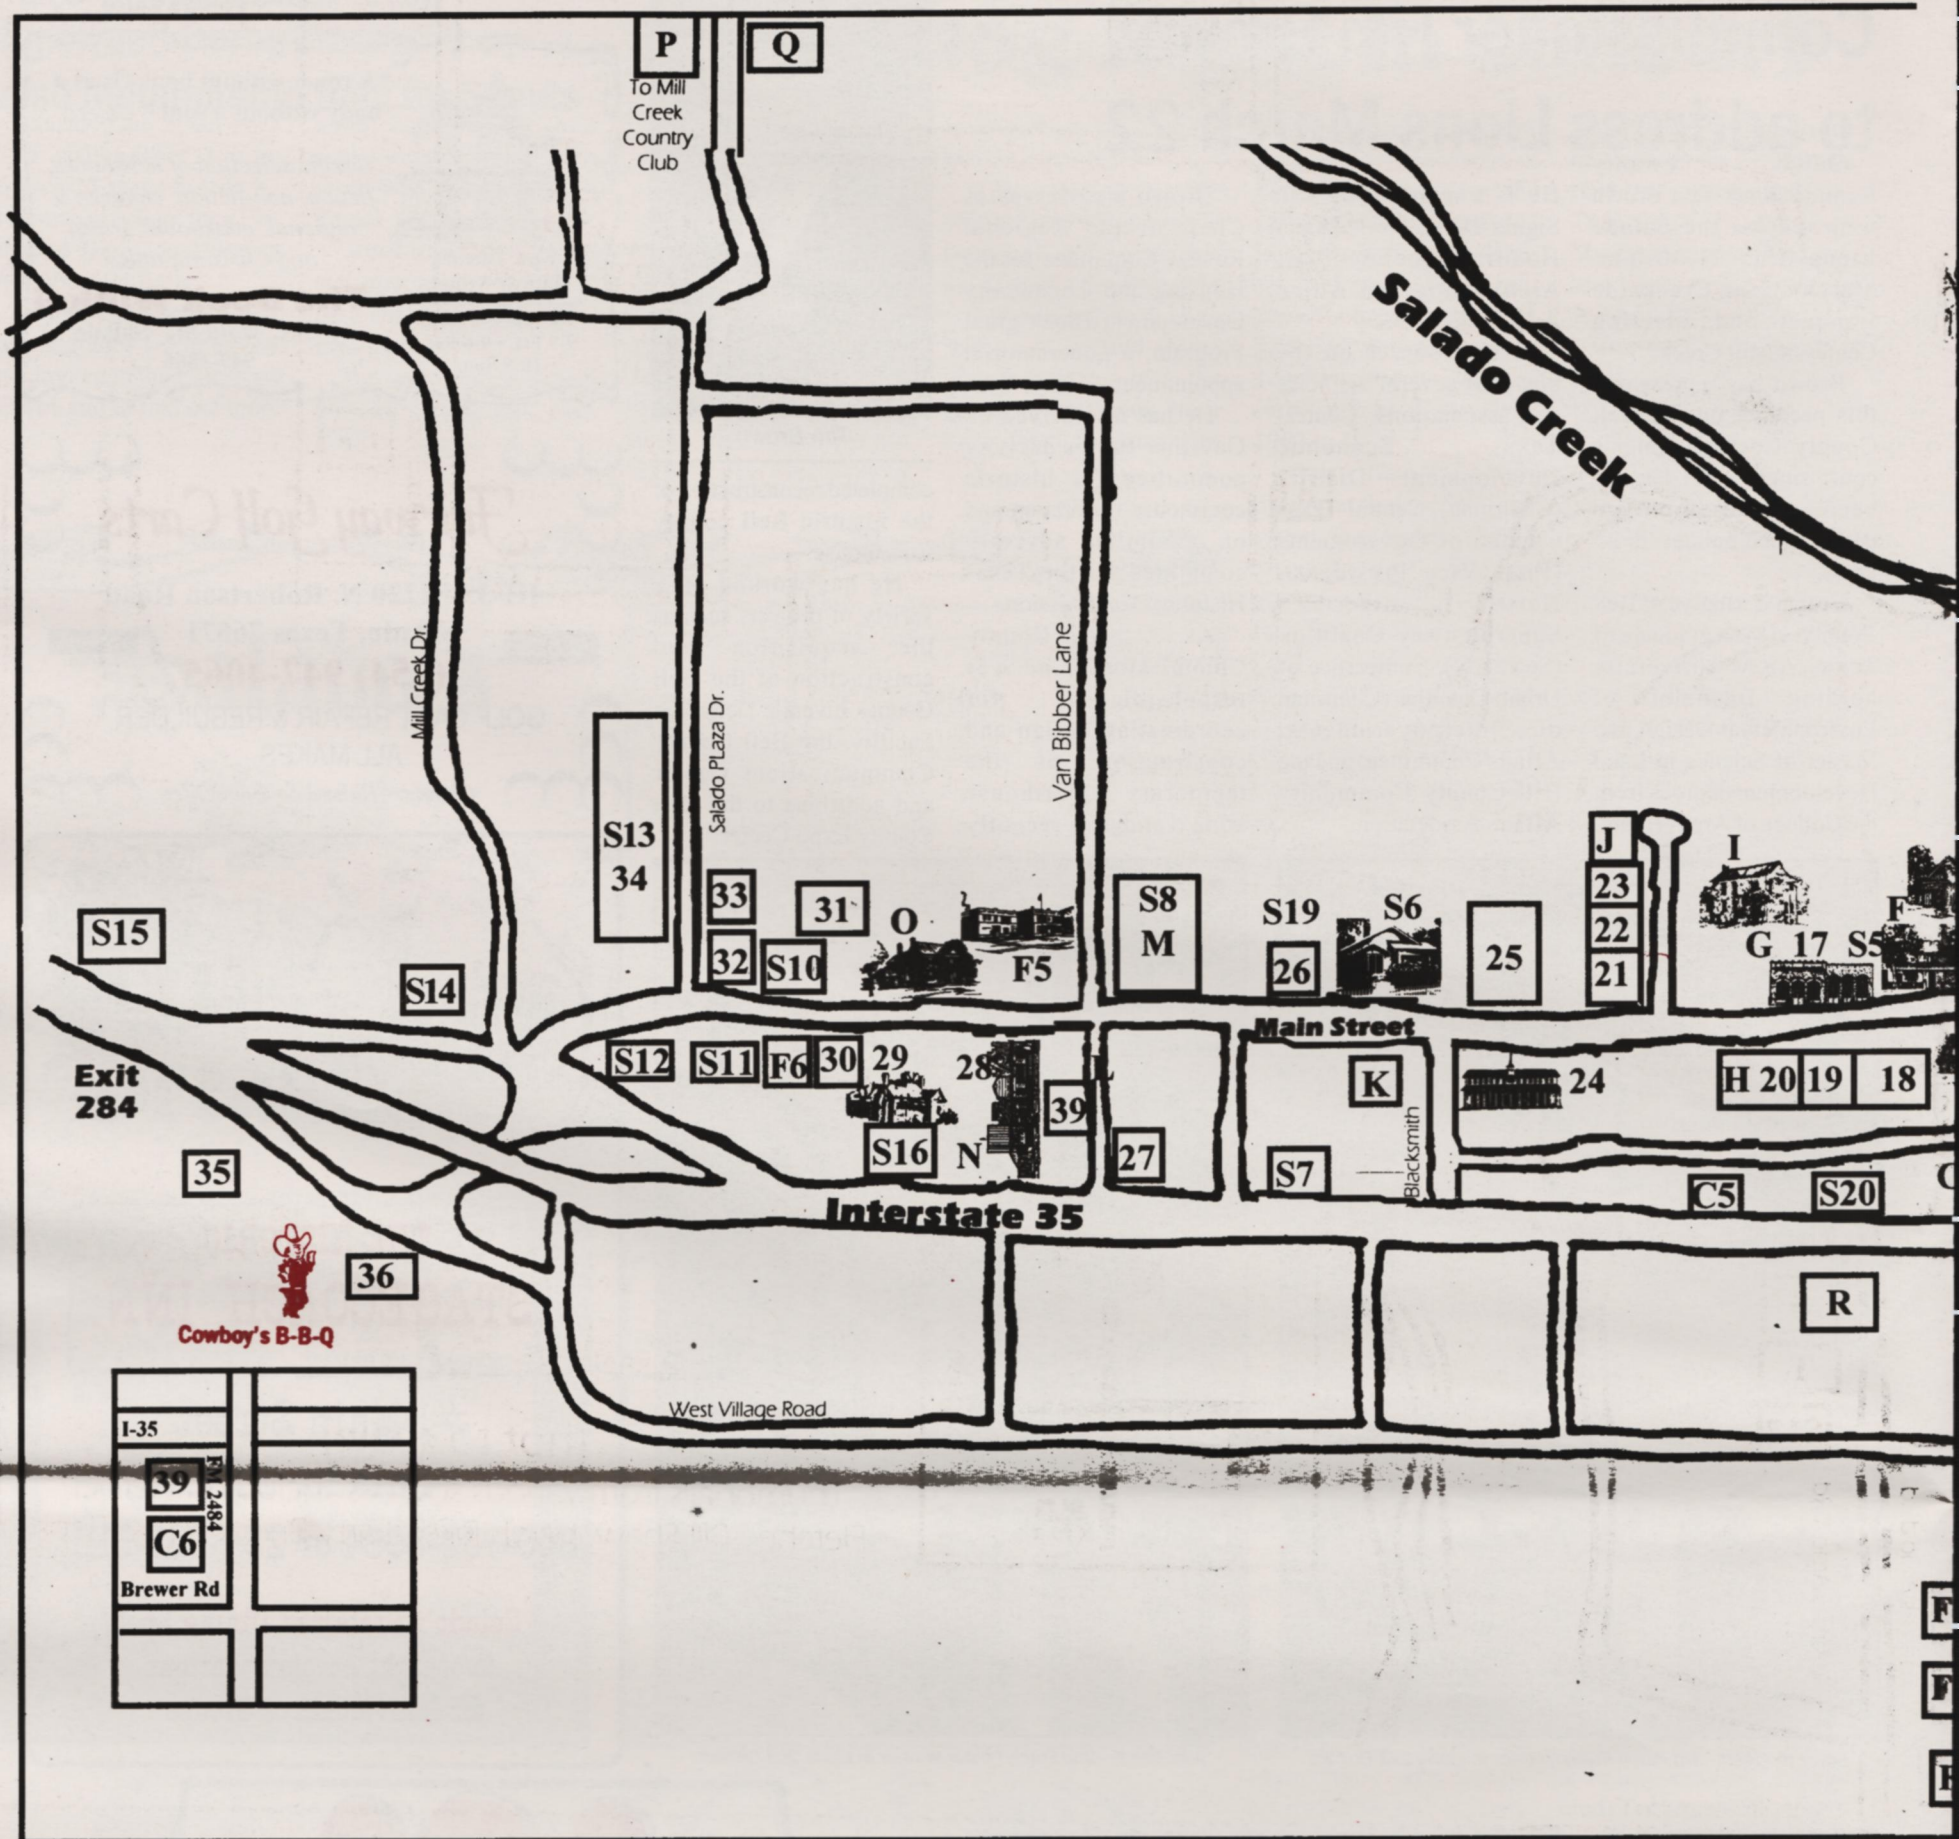 P
Q
To Mill
Creek
Country
Club
Salado Creek
Mill Creek Dr.
Salado PLaza Dr.
Van Bibber Lane
S13
34
33
32
31
S10
O
F5
S8
M
S19
26
S6
25
J
23
22
21
I
F
G 17 S5
S15
S14
Main Street
Exit
284
S12
S11
F6
30
29
28
39
L
K
Blacksmith
24
H 20
19
18
S16
N
27
S7
C5
S20
C
35
Interstate 35
36
Cowboy's B-B-Q
R
West Village Road
I-35
39
FM 2484
C6
Brewer Rd
F
F